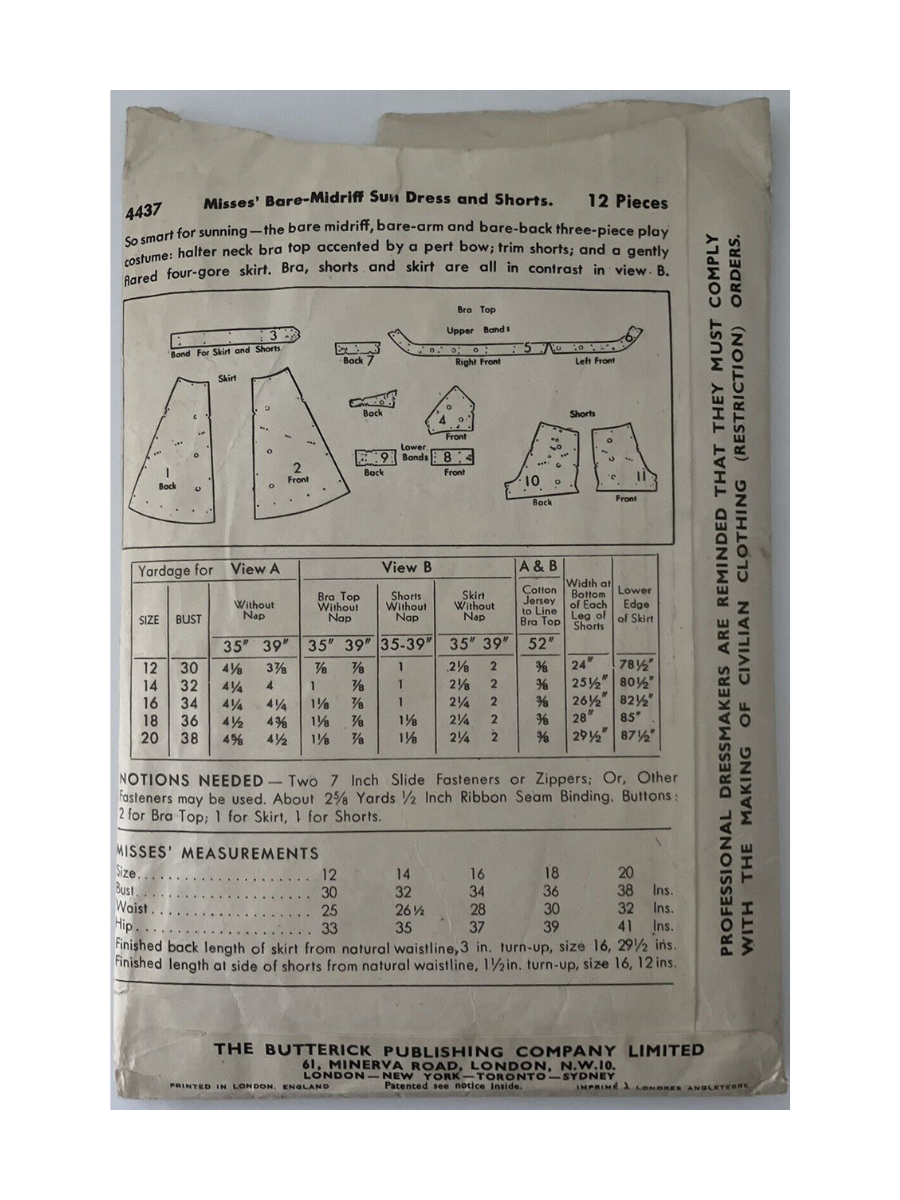 4437 Misses' Bare-Midriff Sun Dress and Shorts. 12 Pieces
So smart for sunning—the bare midriff, bare-arm and bare-back three-piece play
costume: halter neck bra top accented by a pert bow; trim shorts; and a gently
flared four-gore skirt. Bra, shorts and skirt are all in contrast in view B.
Bra Top
Upper Bands
3
Band For Skirt and Shorts
Back 7
5
6
Right Front
Left Front
Skirt
Back
4
Front
Shorts
1
Back
2
Front
Lower
Bands
9
Back
8
Front
10
Back
11
Front
Yardage for View A View B A & B
SIZE BUST Without Nap Bra Top Without Nap Shorts Without Nap Skirt Without Nap Cotton Jersey to Line Bra Top Width at Bottom of Each Leg of Shorts Lower Edge of Skirt
35" 39" 35" 39" 35-39" 35" 39" 52"
12 30 4⅛ 3⅞ ⅞ ⅞ 1 2⅛ 2 ⅜ 24" 78½"
14 32 4¼ 4 1 ⅞ 1 2⅛ 2 ⅜ 25½" 80½"
16 34 4¼ 4¼ 1⅛ ⅞ 1 2¼ 2 ⅜ 26½" 82½"
18 36 4½ 4⅜ 1⅛ ⅞ 1⅛ 2¼ 2 ⅜ 28" 85"
20 38 4⅝ 4½ 1⅛ ⅞ 1⅛ 2¼ 2 ⅜ 29½" 87½"
NOTIONS NEEDED — Two 7 Inch Slide Fasteners or Zippers; Or, Other
Fasteners may be used. About 2⅝ Yards ½ Inch Ribbon Seam Binding. Buttons:
2 for Bra Top; 1 for Skirt, 1 for Shorts.
MISSES' MEASUREMENTS
Size..................... 12 14 16 18 20
Bust..................... 30 32 34 36 38 Ins.
Waist.................... 25 26½ 28 30 32 Ins.
Hip...................... 33 35 37 39 41 Ins.
Finished back length of skirt from natural waistline, 3 in. turn-up, size 16, 29½ ins.
Finished length at side of shorts from natural waistline, 1½ in. turn-up, size 16, 12 ins.
THE BUTTERICK PUBLISHING COMPANY LIMITED
61, MINERVA ROAD, LONDON, N.W.10.
LONDON—NEW YORK—TORONTO—SYDNEY
PRINTED IN LONDON, ENGLAND Patented see notice Inside. IMPRIMÉ À LONDRES ANGLETERRE
PROFESSIONAL DRESSMAKERS ARE REMINDED THAT THEY MUST COMPLY
WITH THE MAKING OF CIVILIAN CLOTHING (RESTRICTION) ORDERS.